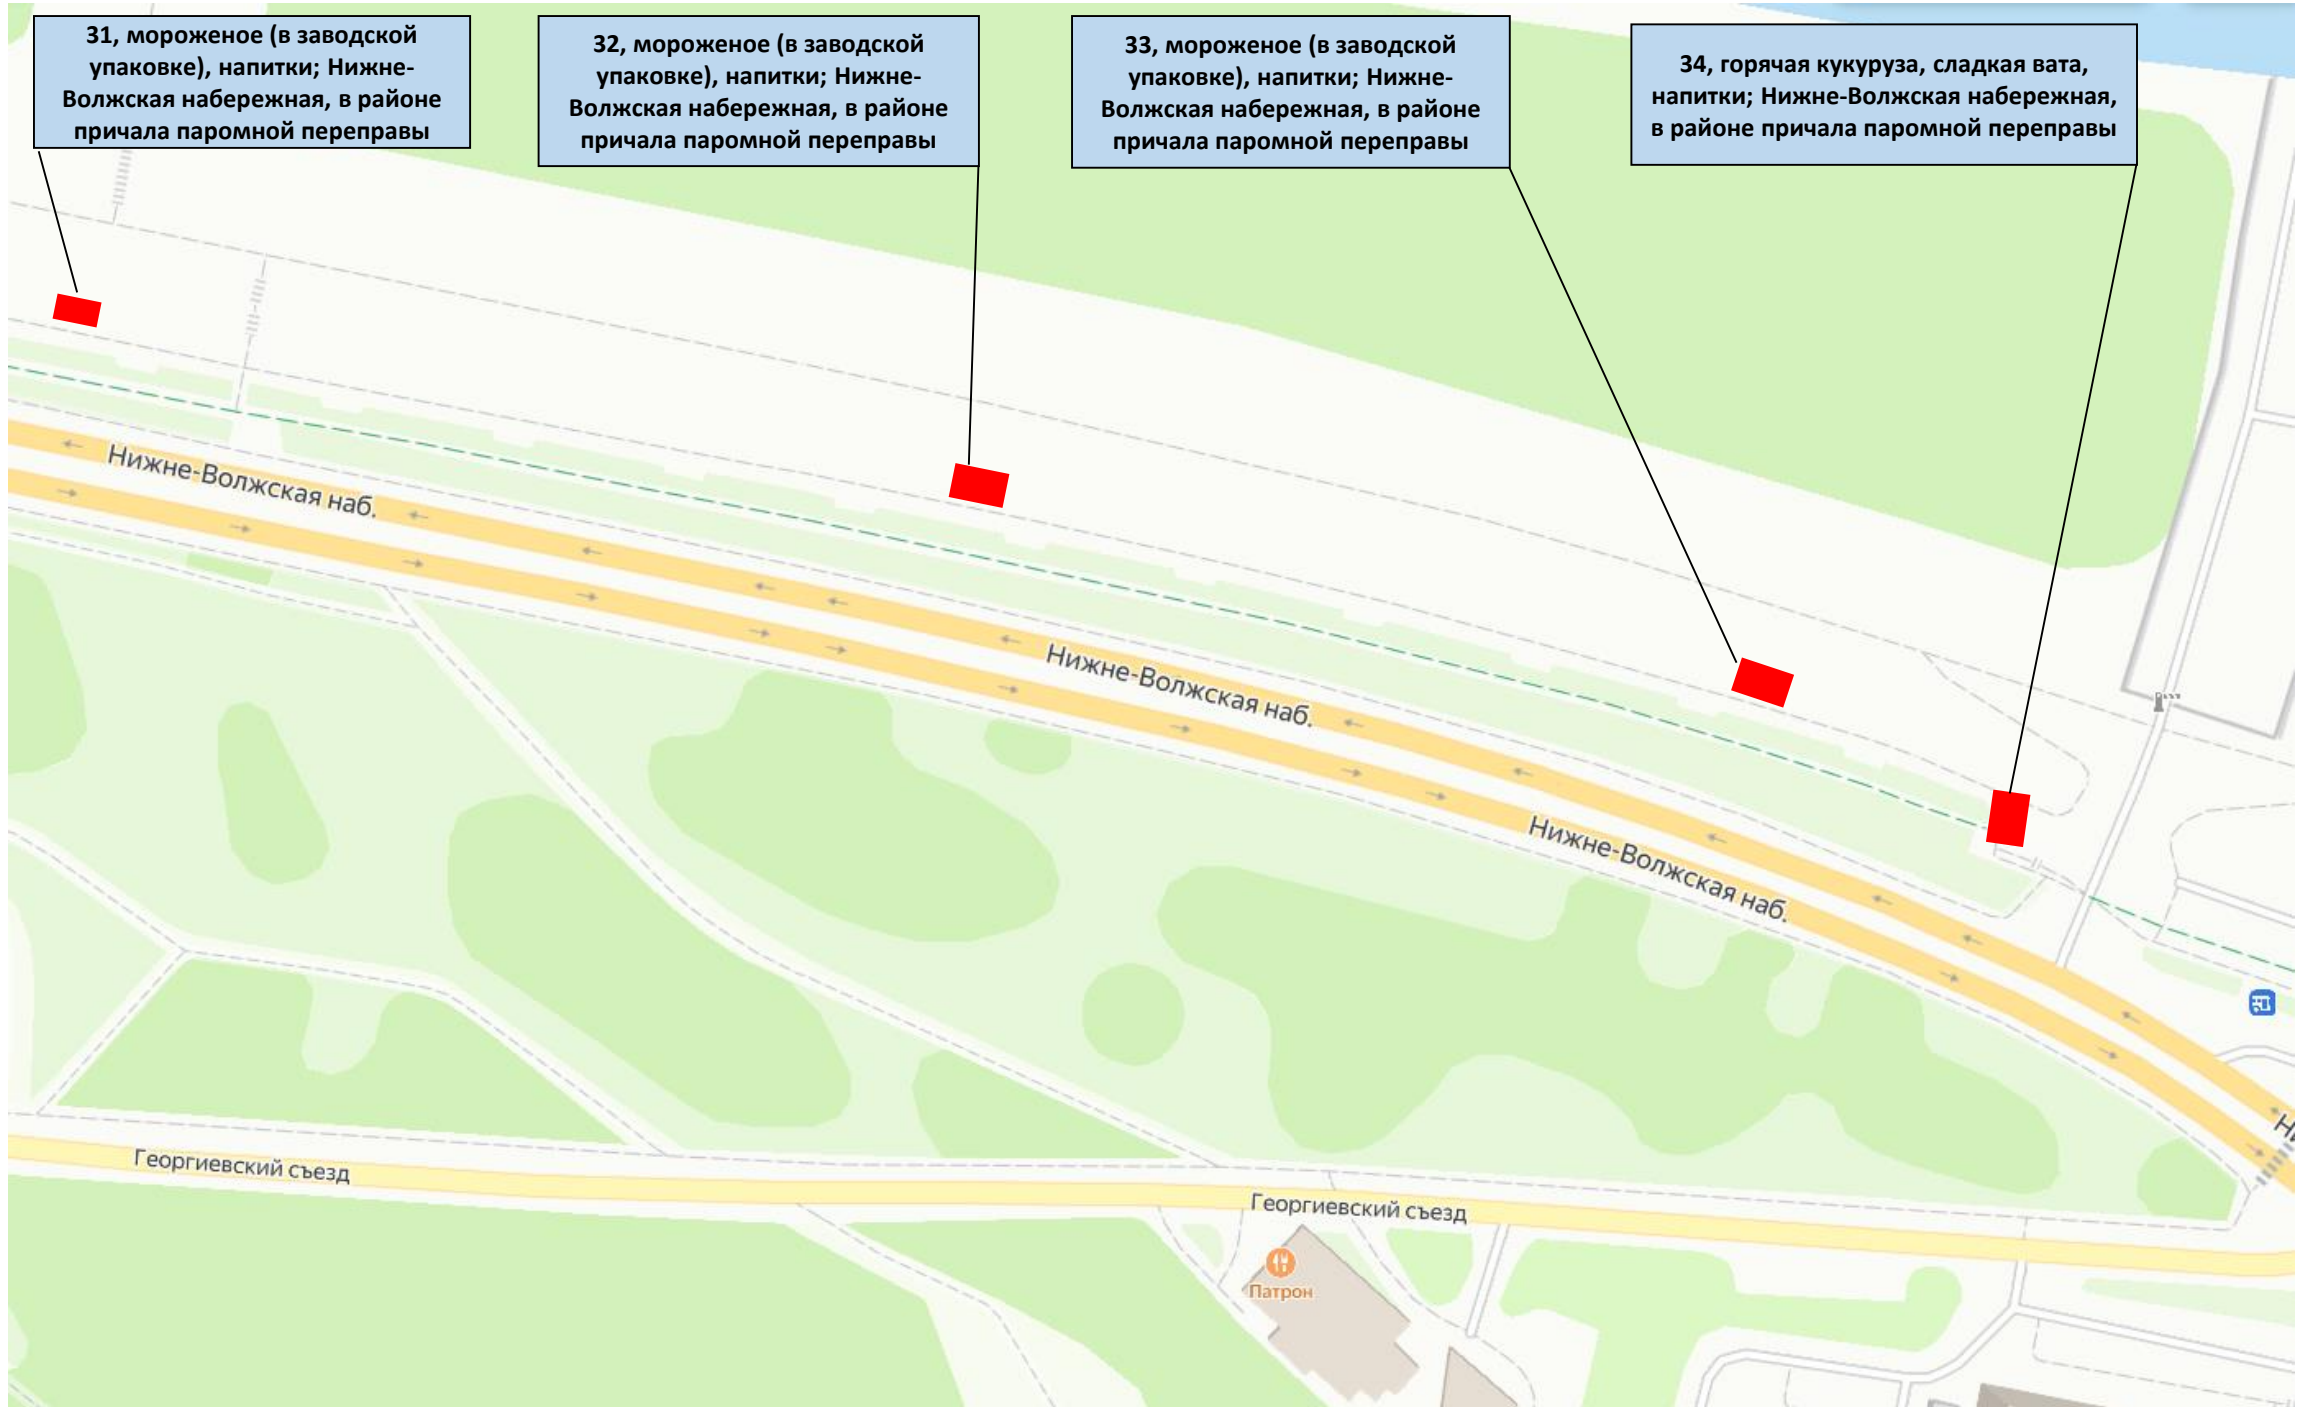 31, мороженое (в заводской
упаковке), напитки; Нижне-
Волжская набережная, в районе
причала паромной переправы
32, мороженое (в заводской
упаковке), напитки; Нижне-
Волжская набережная, в районе
причала паромной переправы
33, мороженое (в заводской
упаковке), напитки; Нижне-
Волжская набережная, в районе
причала паромной переправы
34, горячая кукуруза, сладкая вата,
напитки; Нижне-Волжская набережная,
в районе причала паромной переправы
Нижне-Волжская наб.
Нижне-Волжская наб.
Нижне-Волжская наб.
Георгиевский съезд
Георгиевский съезд
Патрон